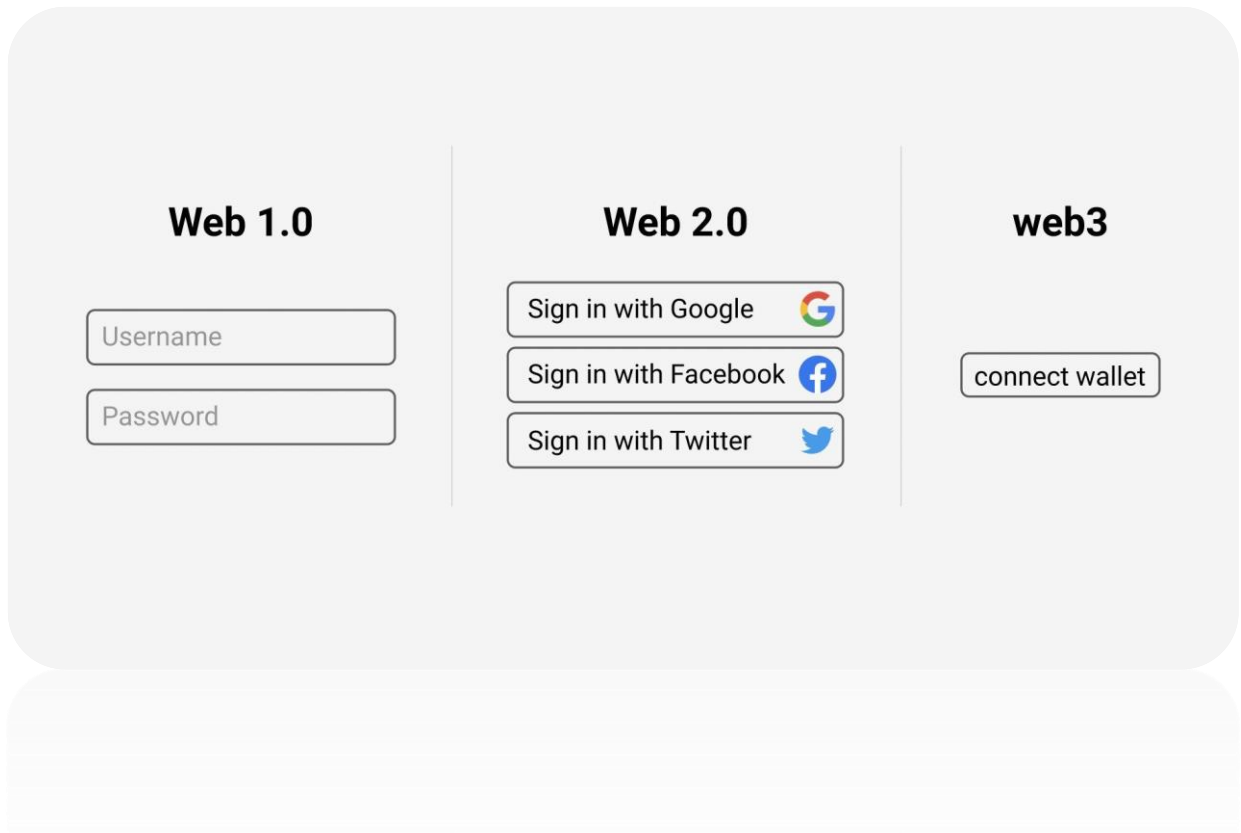 Web 1.0
Username
Password
Web 2.0
Sign in with Google
Sign in with Facebook
Sign in with Twitter
web3
connect wallet